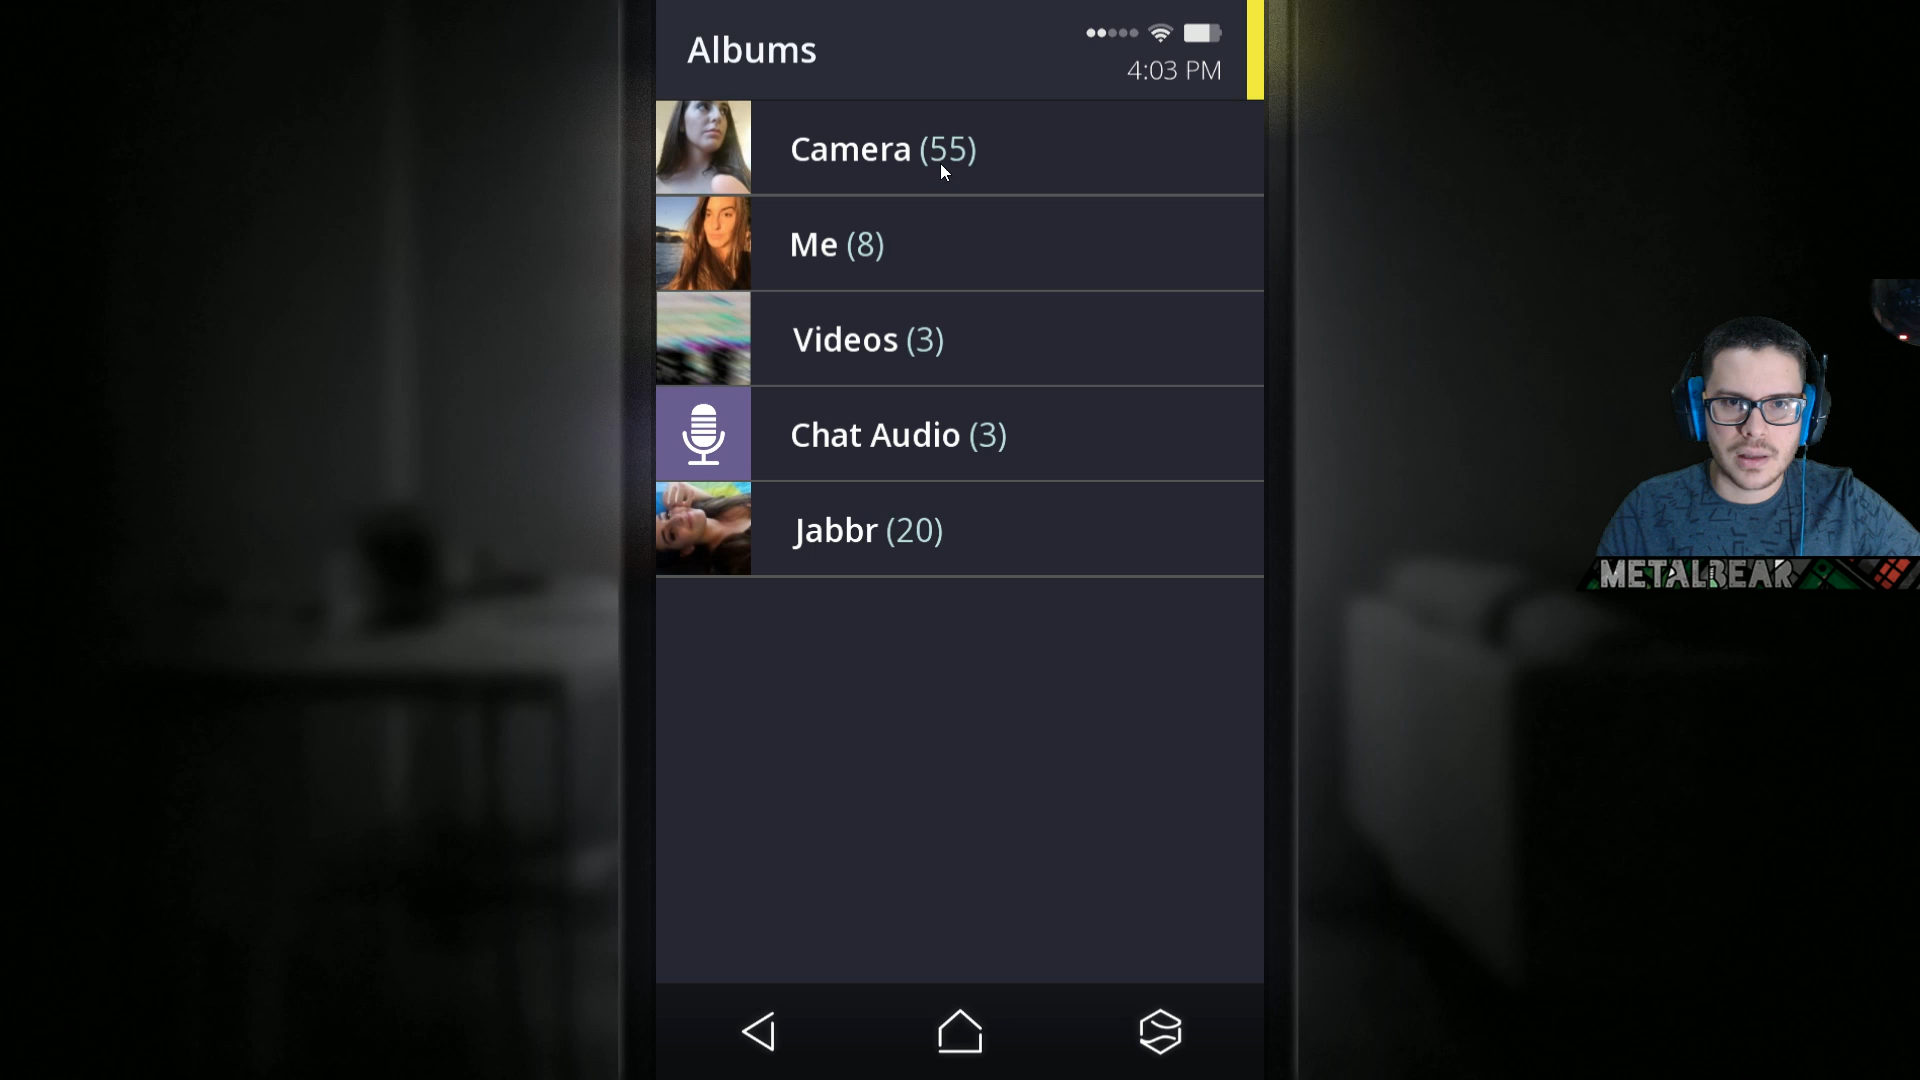 Albums
4:03 PM
Camera (55)
Me (8)
Videos (3)
Chat Audio (3)
Jabbr (20)
METALBEAR